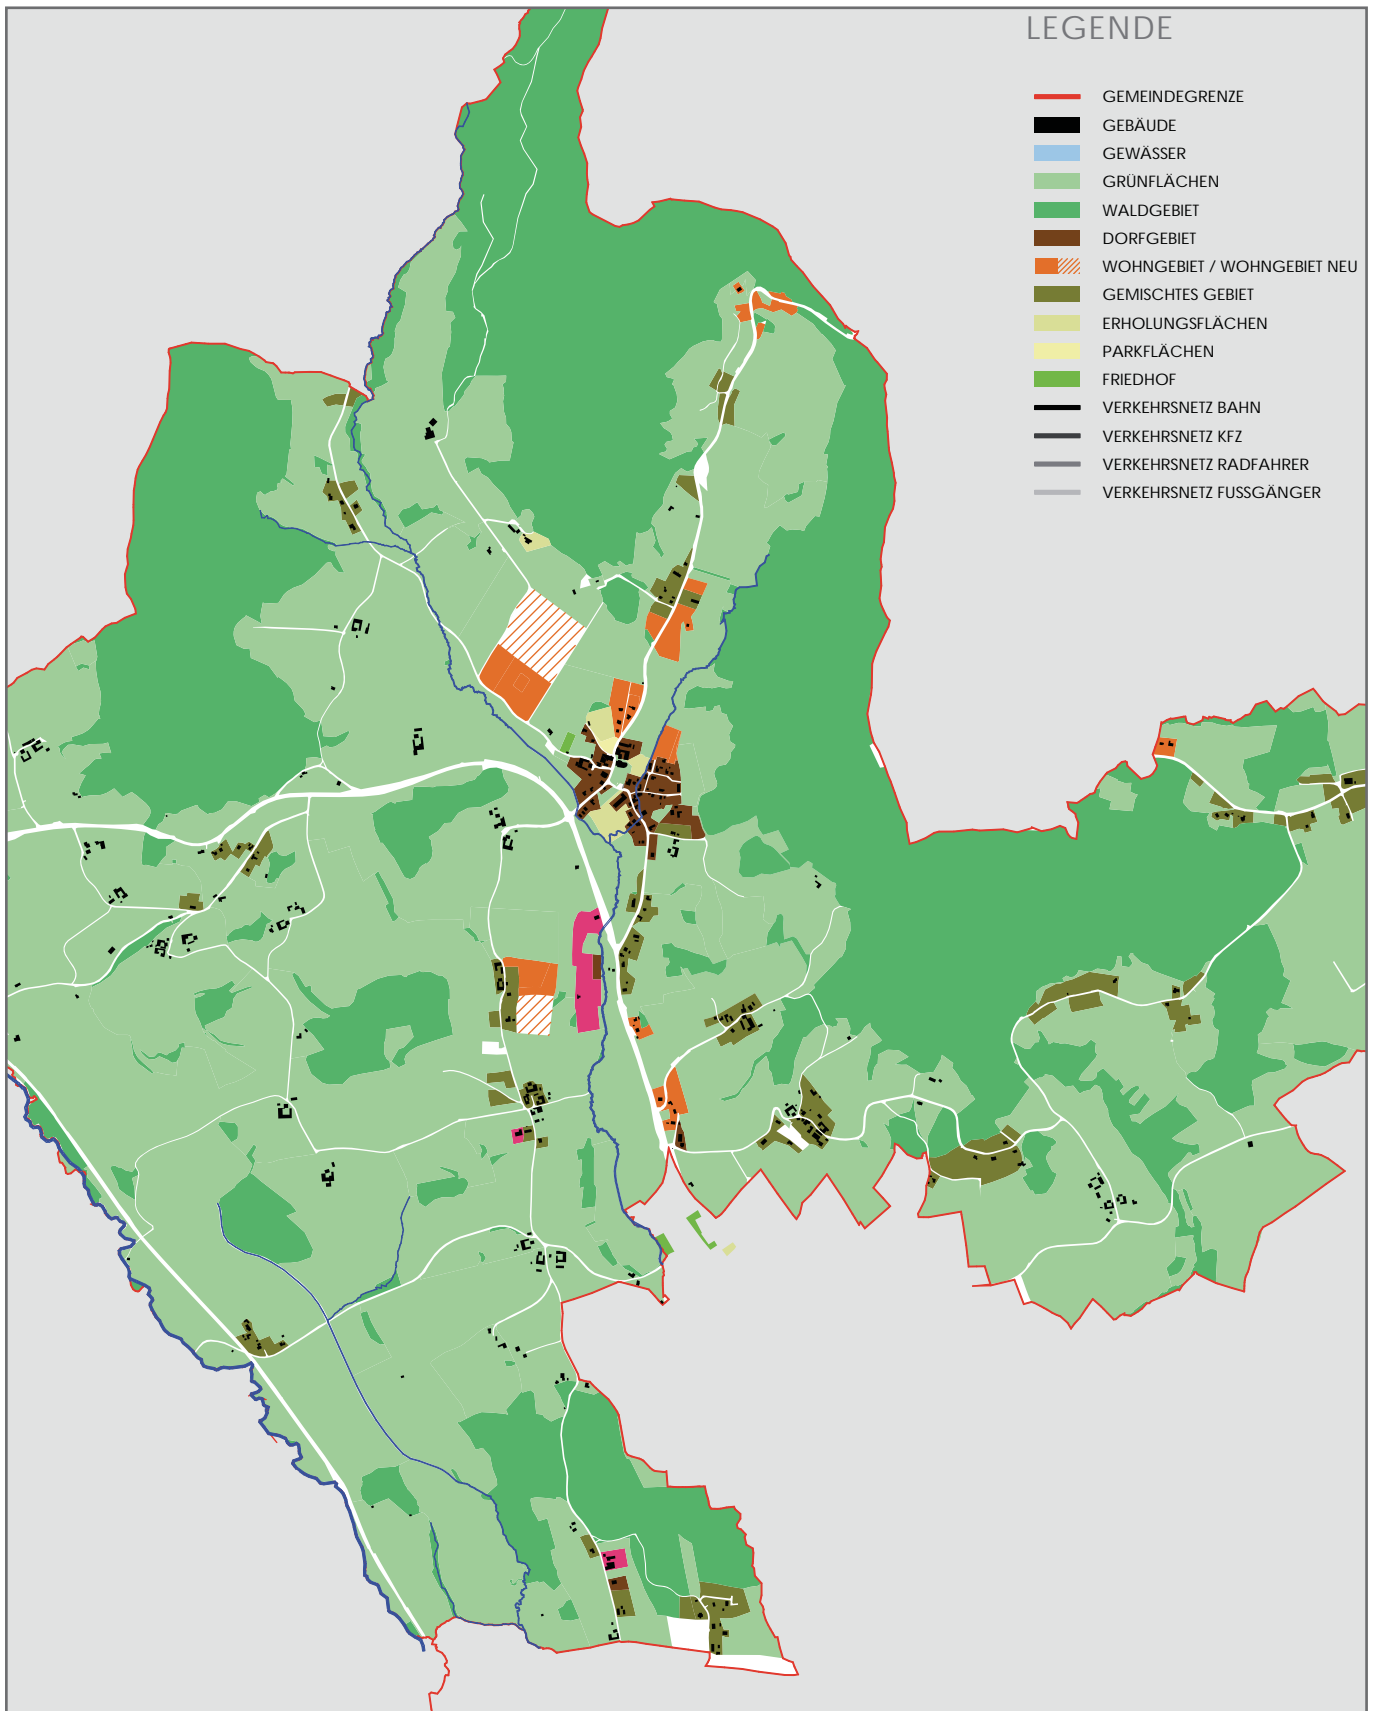 LEGENDE
GEMEINDEGRENZE
GEBÄUDE
GEWÄSSER
GRÜNFLÄCHEN
WALDGEBIET
DORFGEBIET
WOHNGEBIET / WOHNGEBIET NEU
GEMISCHTES GEBIET
ERHOLUNGSFLÄCHEN
PARKFLÄCHEN
FRIEDHOF
VERKEHRSNETZ BAHN
VERKEHRSNETZ KFZ
VERKEHRSNETZ RADFAHRER
VERKEHRSNETZ FUSSGÄNGER